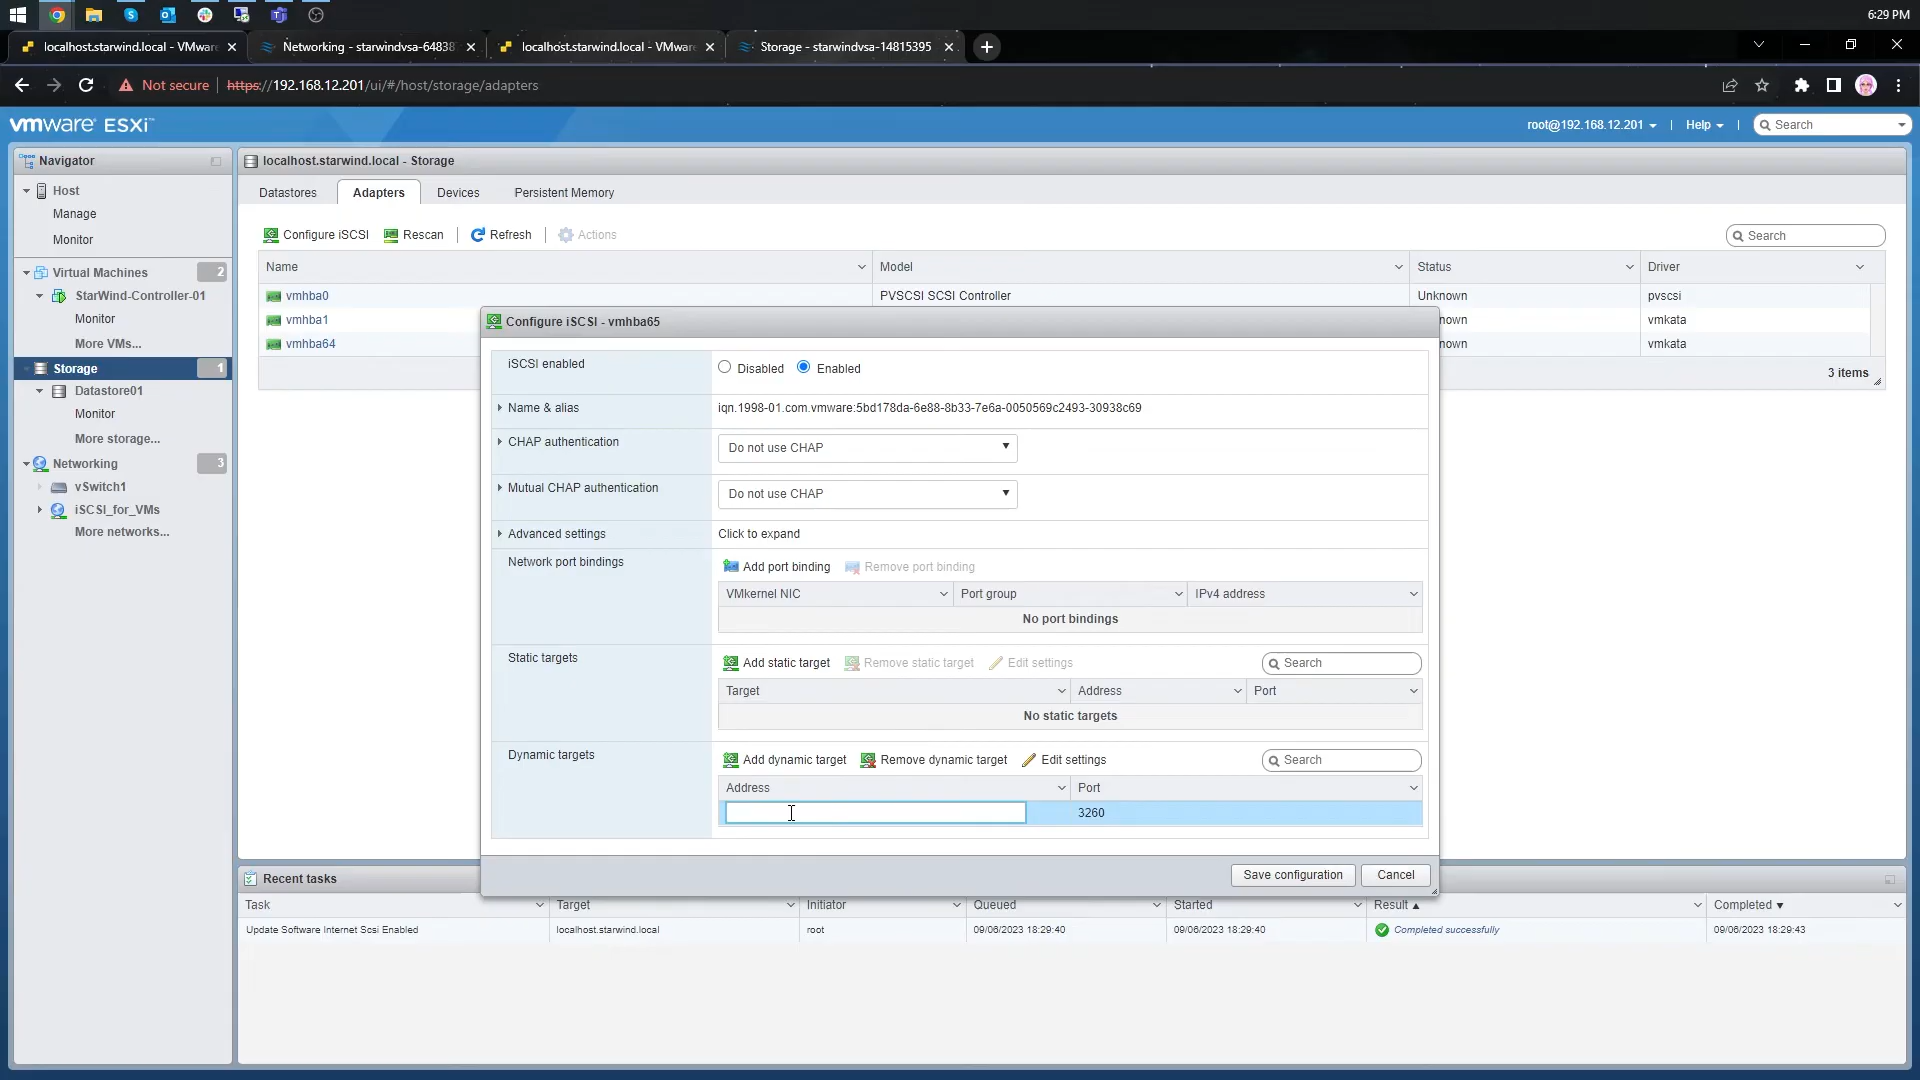 6:29 PM
localhost.starwind.local - VMware
Networking - starwindvsa-64838
localhost.starwind.local - VMware
Storage - starwindvsa-14815395
Not secure
https://192.168.12.201/ui/#/host/storage/adapters
vmware ESXi™
root@192.168.12.201
Help
Search
Navigator
localhost.starwind.local - Storage
Host
Manage
Monitor
Virtual Machines 2
StarWind-Controller-01
Monitor
More VMs...
Storage 1
Datastore01
Monitor
More storage...
Networking 3
vSwitch1
iSCSI_for_VMs
More networks...
Datastores Adapters Devices Persistent Memory
Configure iSCSI Rescan Refresh Actions
Search
Name Model Status Driver
vmhba0 PVSCSI SCSI Controller Unknown pvscsi
vmhba1 nown vmkata
vmhba64 nown vmkata
3 items
Configure iSCSI - vmhba65
iSCSI enabled Disabled Enabled
Name & alias iqn.1998-01.com.vmware:5bd178da-6e88-8b33-7e6a-0050569c2493-30938c69
CHAP authentication Do not use CHAP
Mutual CHAP authentication Do not use CHAP
Advanced settings Click to expand
Network port bindings Add port binding Remove port binding
VMkernel NIC Port group IPv4 address
No port bindings
Static targets Add static target Remove static target Edit settings Search
Target Address Port
No static targets
Dynamic targets Add dynamic target Remove dynamic target Edit settings Search
Address Port
3260
Save configuration Cancel
Recent tasks
Task Target Initiator Queued Started Result Completed
Update Software Internet Scsi Enabled localhost.starwind.local root 09/06/2023 18:29:40 09/06/2023 18:29:40 Completed successfully 09/06/2023 18:29:43